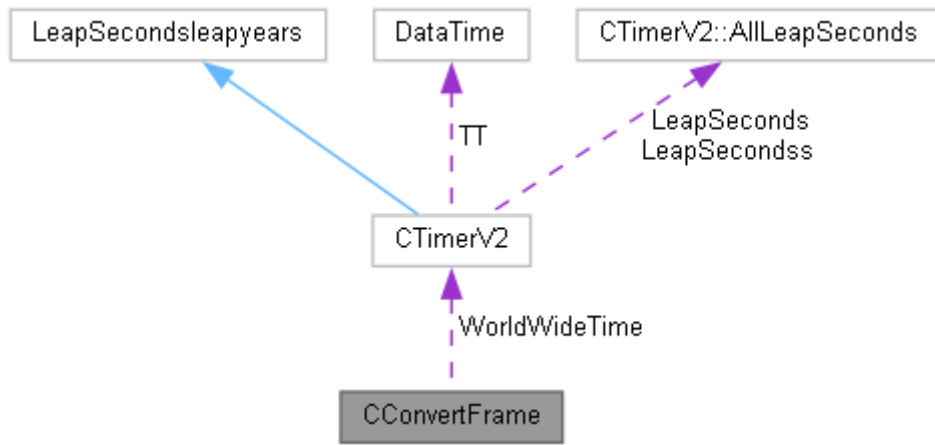 LeapSecondsleapyears
DataTime
CTimerV2::AllLeapSeconds
TT
LeapSeconds
LeapSecondss
CTimerV2
WorldWideTime
CConvertFrame